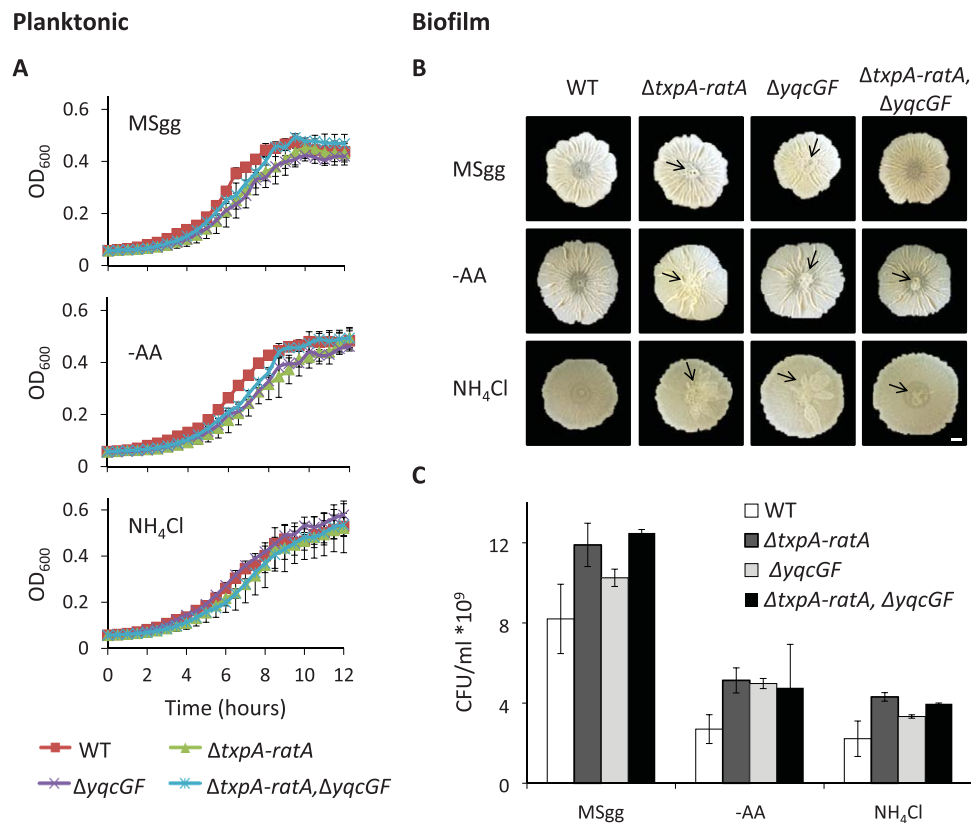 Planktonic
Biofilm
A
0.6
MSgg
0.4
0.2
0
OD600
0.6
-AA
0.4
0.2
0
OD600
0.6
NH4Cl
0.4
0.2
0
OD600
0 2 4 6 8 10 12
Time (hours)
WT
ΔtxpA-ratA
ΔyqcGF
ΔtxpA-ratA,ΔyqcGF
B
WT
ΔtxpA-ratA
ΔyqcGF
ΔtxpA-ratA,
ΔyqcGF
MSgg
-AA
NH4Cl
C
WT
ΔtxpA-ratA
ΔyqcGF
ΔtxpA-ratA, ΔyqcGF
12
8
4
0
CFU/ml *10⁹
MSgg
-AA
NH4Cl